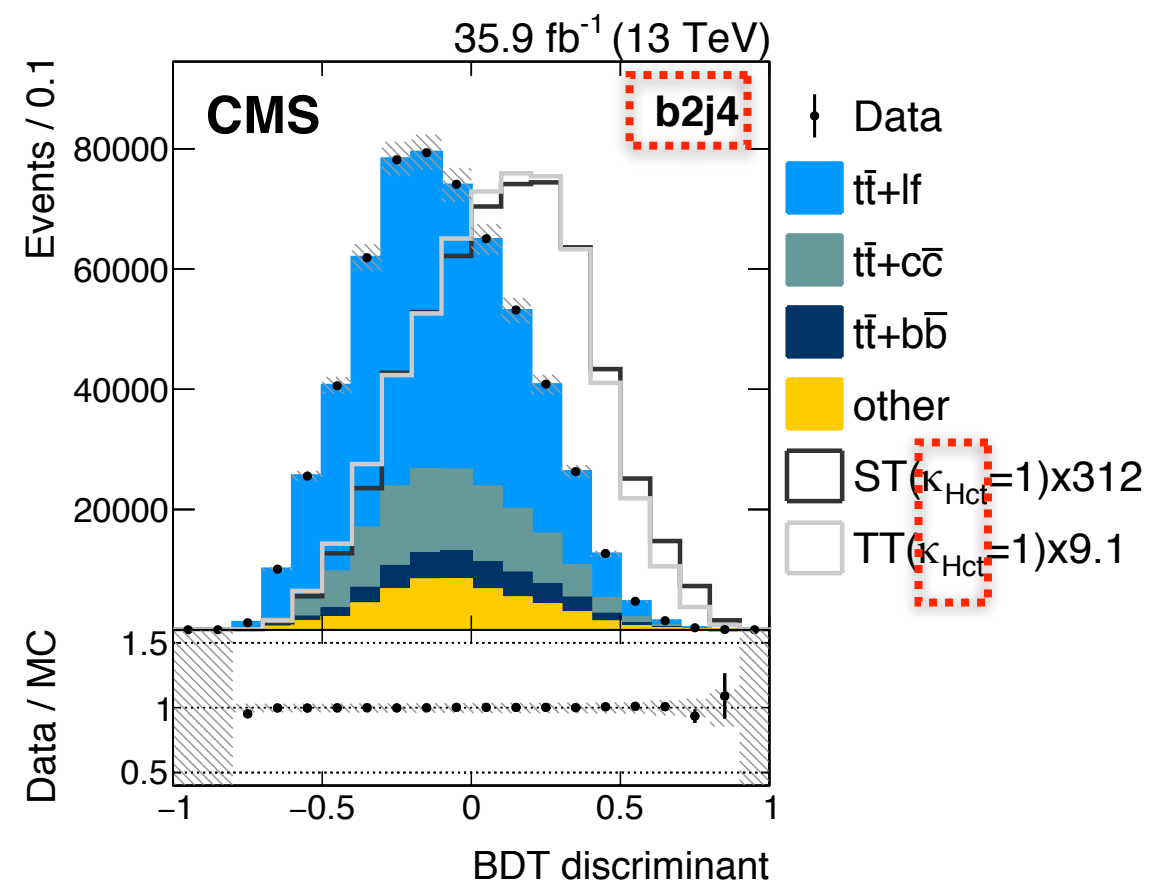 35.9 fb⁻¹ (13 TeV)
Events / 0.1
CMS
b2j4
80000
60000
40000
20000
Data
tt̄+lf
tt̄+cc̄
tt̄+bb̄
other
ST(κ_Hct=1)x312
TT(κ_Hct=1)x9.1
Data / MC
1.5
1
0.5
−1 −0.5 0 0.5 1
BDT discriminant